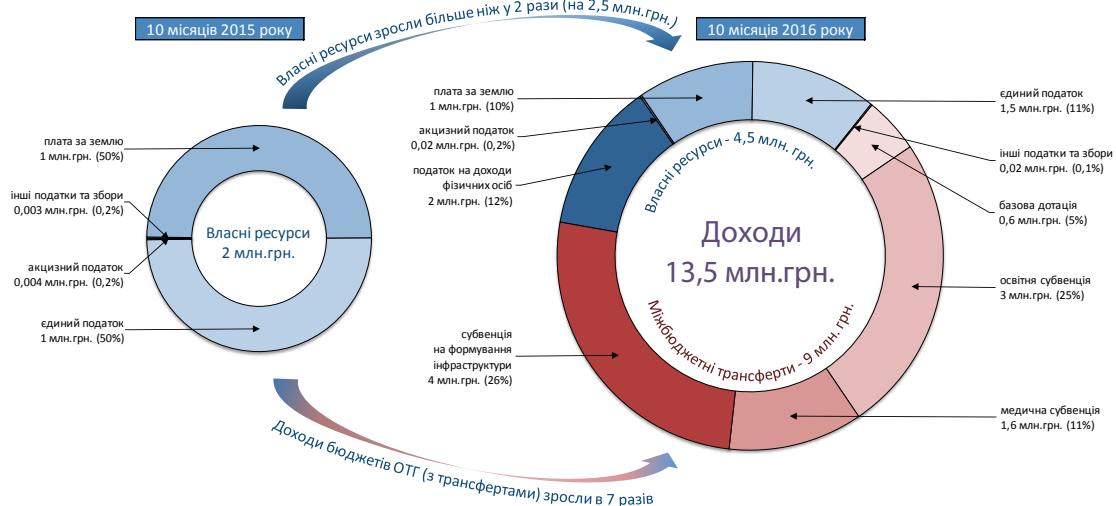 Власні ресурси зросли більше ніж у 2 рази (на 2,5 млн.грн.)
10 місяців 2015 року
10 місяців 2016 року
плата за землю
1 млн.грн. (50%)
інші податки та збори
0,003 млн.грн. (0,2%)
акцизний податок
0,004 млн.грн. (0,2%)
єдиний податок
1 млн.грн. (50%)
Власні ресурси
2 млн.грн.
плата за землю
1 млн.грн. (10%)
акцизний податок
0,02 млн.грн. (0,2%)
податок на доходи
фізичних осіб
2 млн.грн. (12%)
субвенція
на формування
інфраструктури
4 млн.грн. (26%)
Власні ресурси - 4,5 млн. грн.
Доходи
13,5 млн.грн.
Міжбюджетні трансферти - 9 млн. грн.
єдиний податок
1,5 млн.грн. (11%)
інші податки та збори
0,02 млн.грн. (0,1%)
базова дотація
0,6 млн.грн. (5%)
освітня субвенція
3 млн.грн. (25%)
медична субвенція
1,6 млн.грн. (11%)
Доходи бюджетів ОТГ (з трансфертами) зросли в 7 разів